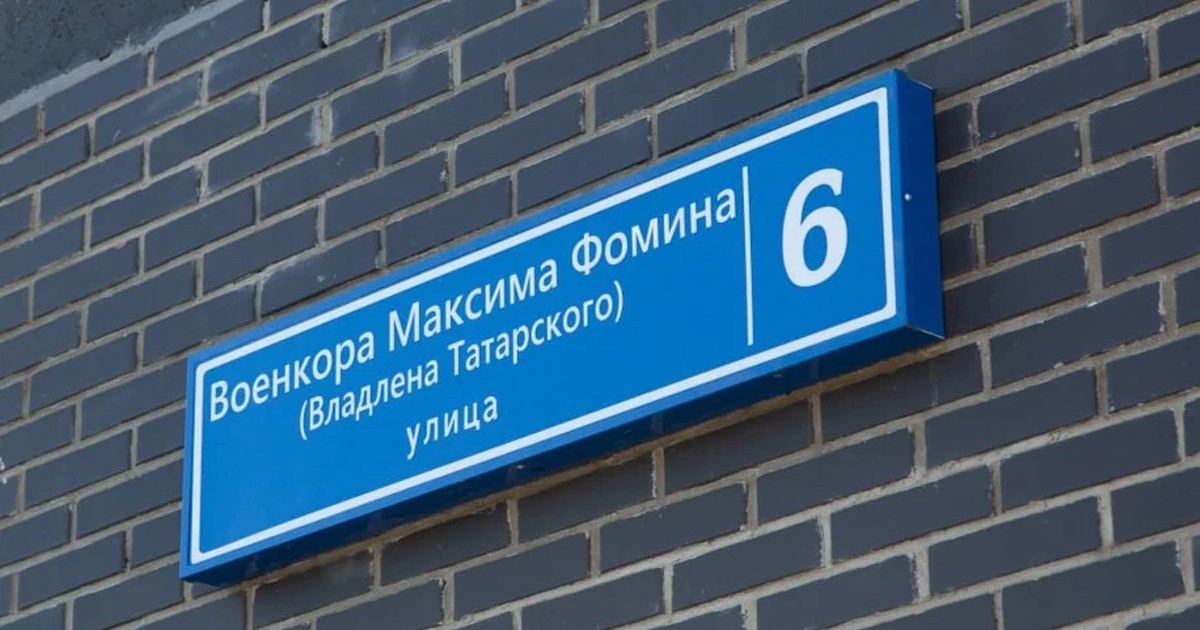 Военкора Максима Фомина
(Владлена Татарского)
улица
6